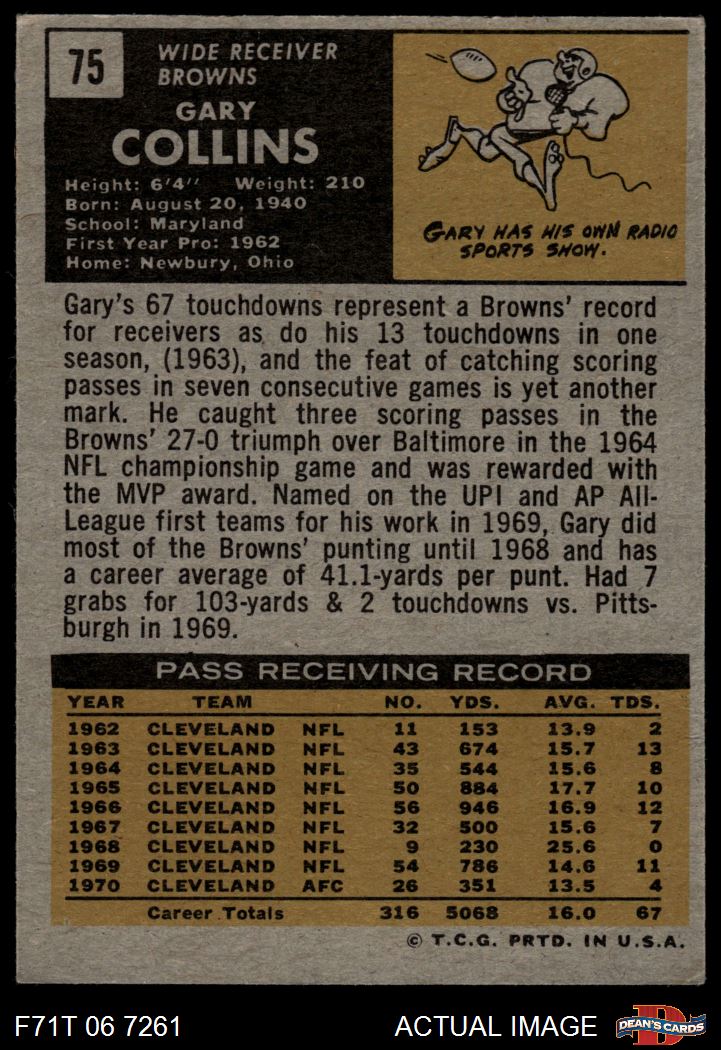 75
WIDE RECEIVER
BROWNS
GARY
COLLINS
Height: 6'4" Weight: 210
Born: August 20, 1940
School: Maryland
First Year Pro: 1962
Home: Newbury, Ohio
GARY HAS HIS OWN RADIO
SPORTS SHOW.
Gary's 67 touchdowns represent a Browns' record
for receivers as do his 13 touchdowns in one
season, (1963), and the feat of catching scoring
passes in seven consecutive games is yet another
mark. He caught three scoring passes in the
Browns' 27-0 triumph over Baltimore in the 1964
NFL championship game and was rewarded with
the MVP award. Named on the UPI and AP All-
League first teams for his work in 1969, Gary did
most of the Browns' punting until 1968 and has
a career average of 41.1-yards per punt. Had 7
grabs for 103-yards & 2 touchdowns vs. Pitts-
burgh in 1969.
PASS RECEIVING RECORD
YEAR TEAM NO. YDS. AVG. TDS.
1962 CLEVELAND NFL 11 153 13.9 2
1963 CLEVELAND NFL 43 674 15.7 13
1964 CLEVELAND NFL 35 544 15.6 8
1965 CLEVELAND NFL 50 884 17.7 10
1966 CLEVELAND NFL 56 946 16.9 12
1967 CLEVELAND NFL 32 500 15.6 7
1968 CLEVELAND NFL 9 230 25.6 0
1969 CLEVELAND NFL 54 786 14.6 11
1970 CLEVELAND AFC 26 351 13.5 4
Career Totals 316 5068 16.0 67
© T.C.G. PRTD. IN U.S.A.
F71T 06 7261 ACTUAL IMAGE
D
DEAN'S CARDS